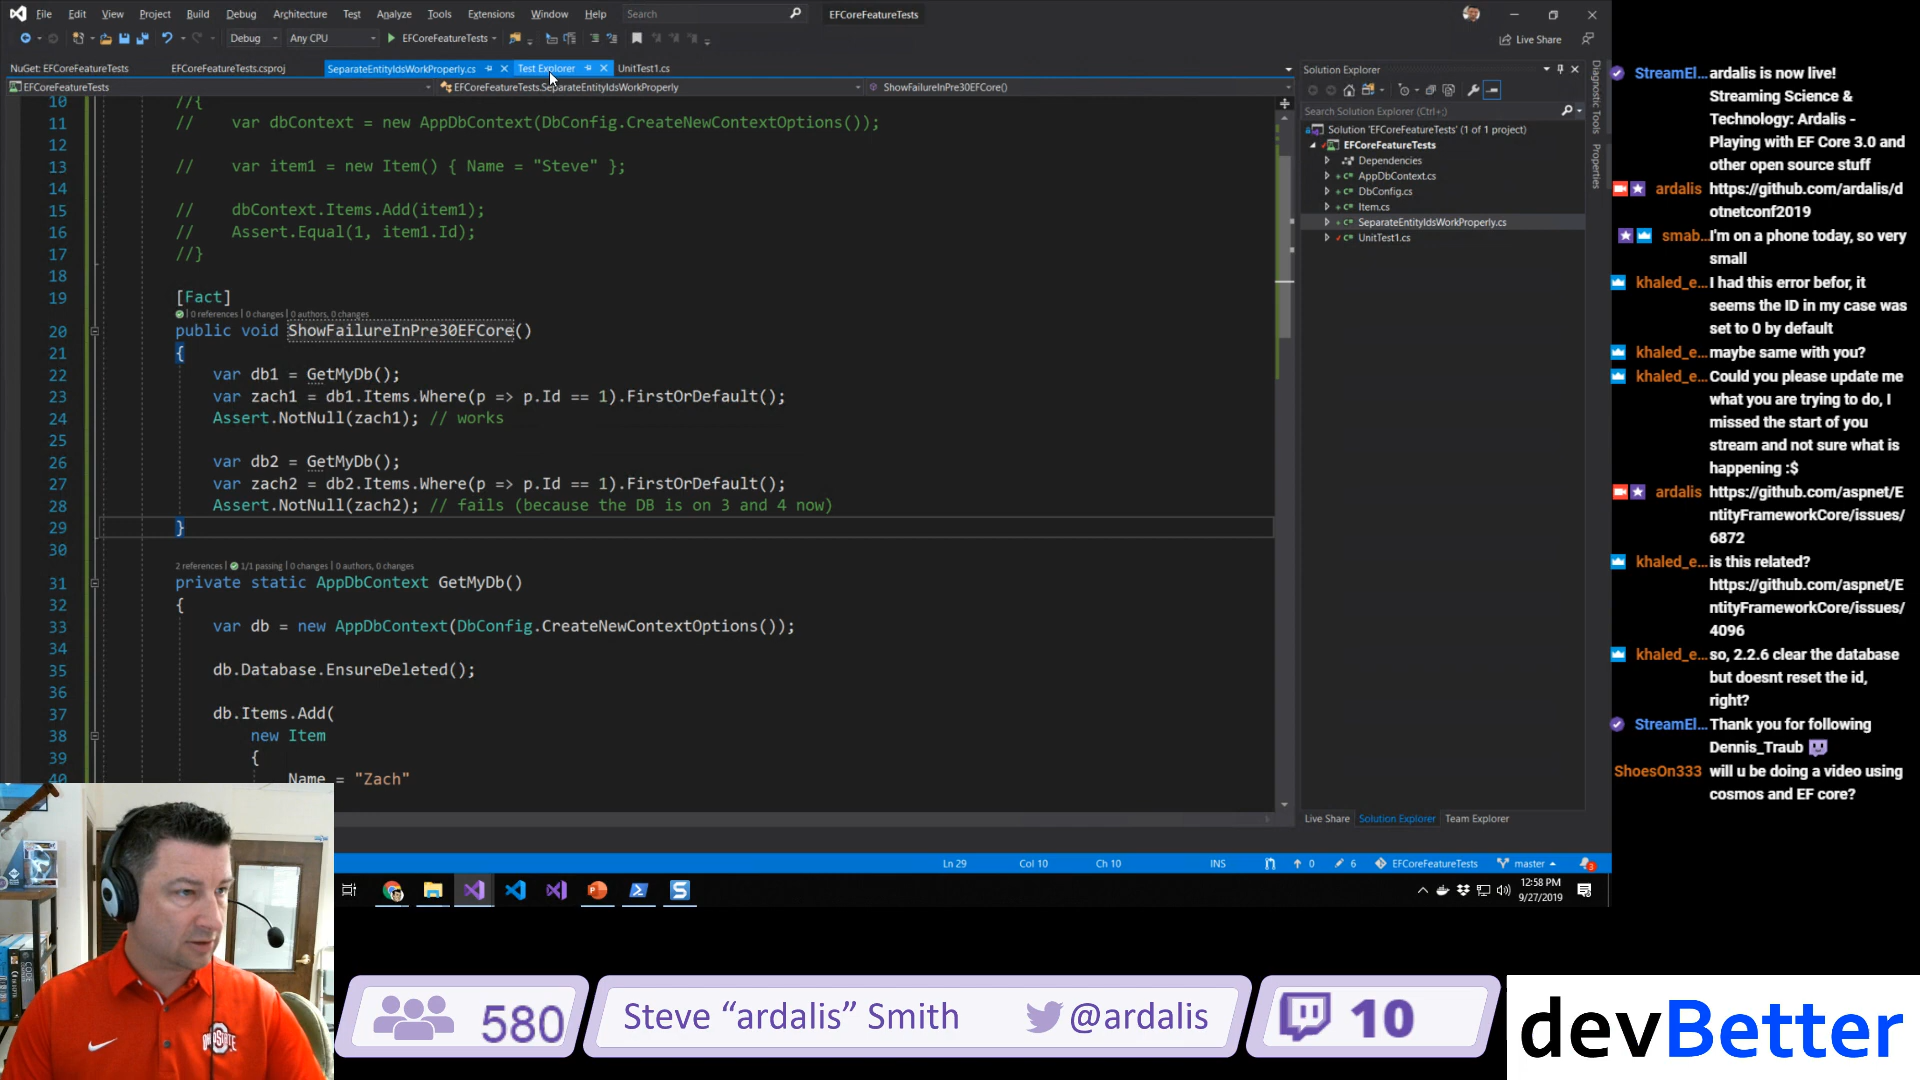 File Edit View Project Build Debug Architecture Test Analyze Tools Extensions Window Help Search EFCoreFeatureTests
Debug Any CPU EFCoreFeatureTests Live Share
NuGet: EFCoreFeatureTests EFCoreFeatureTests.csproj SeparateEntityIdsWorkProperly.cs Test Explorer UnitTest1.cs
EFCoreFeatureTests EFCoreFeatureTests.SeparateEntityIdsWorkProperly ShowFailureInPre30EFCore()
10 //{
11 // var dbContext = new AppDbContext(DbConfig.CreateNewContextOptions());
12
13 // var item1 = new Item() { Name = "Steve" };
14
15 // dbContext.Items.Add(item1);
16 // Assert.Equal(1, item1.Id);
17 //}
18
19 [Fact]
0 references | 0 changes | 0 authors, 0 changes
20 public void ShowFailureInPre30EFCore()
21 {
22 var db1 = GetMyDb();
23 var zach1 = db1.Items.Where(p => p.Id == 1).FirstOrDefault();
24 Assert.NotNull(zach1); // works
25
26 var db2 = GetMyDb();
27 var zach2 = db2.Items.Where(p => p.Id == 1).FirstOrDefault();
28 Assert.NotNull(zach2); // fails (because the DB is on 3 and 4 now)
29 }
30
2 references | 1/1 passing | 0 changes | 0 authors, 0 changes
31 private static AppDbContext GetMyDb()
32 {
33 var db = new AppDbContext(DbConfig.CreateNewContextOptions());
34
35 db.Database.EnsureDeleted();
36
37 db.Items.Add(
38 new Item
39 {
40 Name = "Zach"
Solution Explorer
Search Solution Explorer (Ctrl+;)
Solution 'EFCoreFeatureTests' (1 of 1 project)
EFCoreFeatureTests
Dependencies
AppDbContext.cs
DbConfig.cs
Item.cs
SeparateEntityIdsWorkProperly.cs
UnitTest1.cs
Live Share Solution Explorer Team Explorer
Diagnostic Tools
Properties
Ln 29 Col 10 Ch 10 INS 0 6 EFCoreFeatureTests master 3
12:58 PM
9/27/2019
StreamEl... ardalis is now live!
Streaming Science &
Technology: Ardalis -
Playing with EF Core 3.0 and
other open source stuff
ardalis https://github.com/ardalis/d
otnetconf2019
smab... I'm on a phone today, so very
small
khaled_e... I had this error befor, it
seems the ID in my case was
set to 0 by default
khaled_e... maybe same with you?
khaled_e... Could you please update me
what you are trying to do, I
missed the start of you
stream and not sure what is
happening :$
ardalis https://github.com/aspnet/E
ntityFrameworkCore/issues/
6872
khaled_e... is this related?
https://github.com/aspnet/E
ntityFrameworkCore/issues/
4096
khaled_e... so, 2.2.6 clear the database
but doesnt reset the id,
right?
StreamEl... Thank you for following
Dennis_Traub
ShoesOn333 will u be doing a video using
cosmos and EF core?
580
Steve "ardalis" Smith @ardalis
10
devBetter